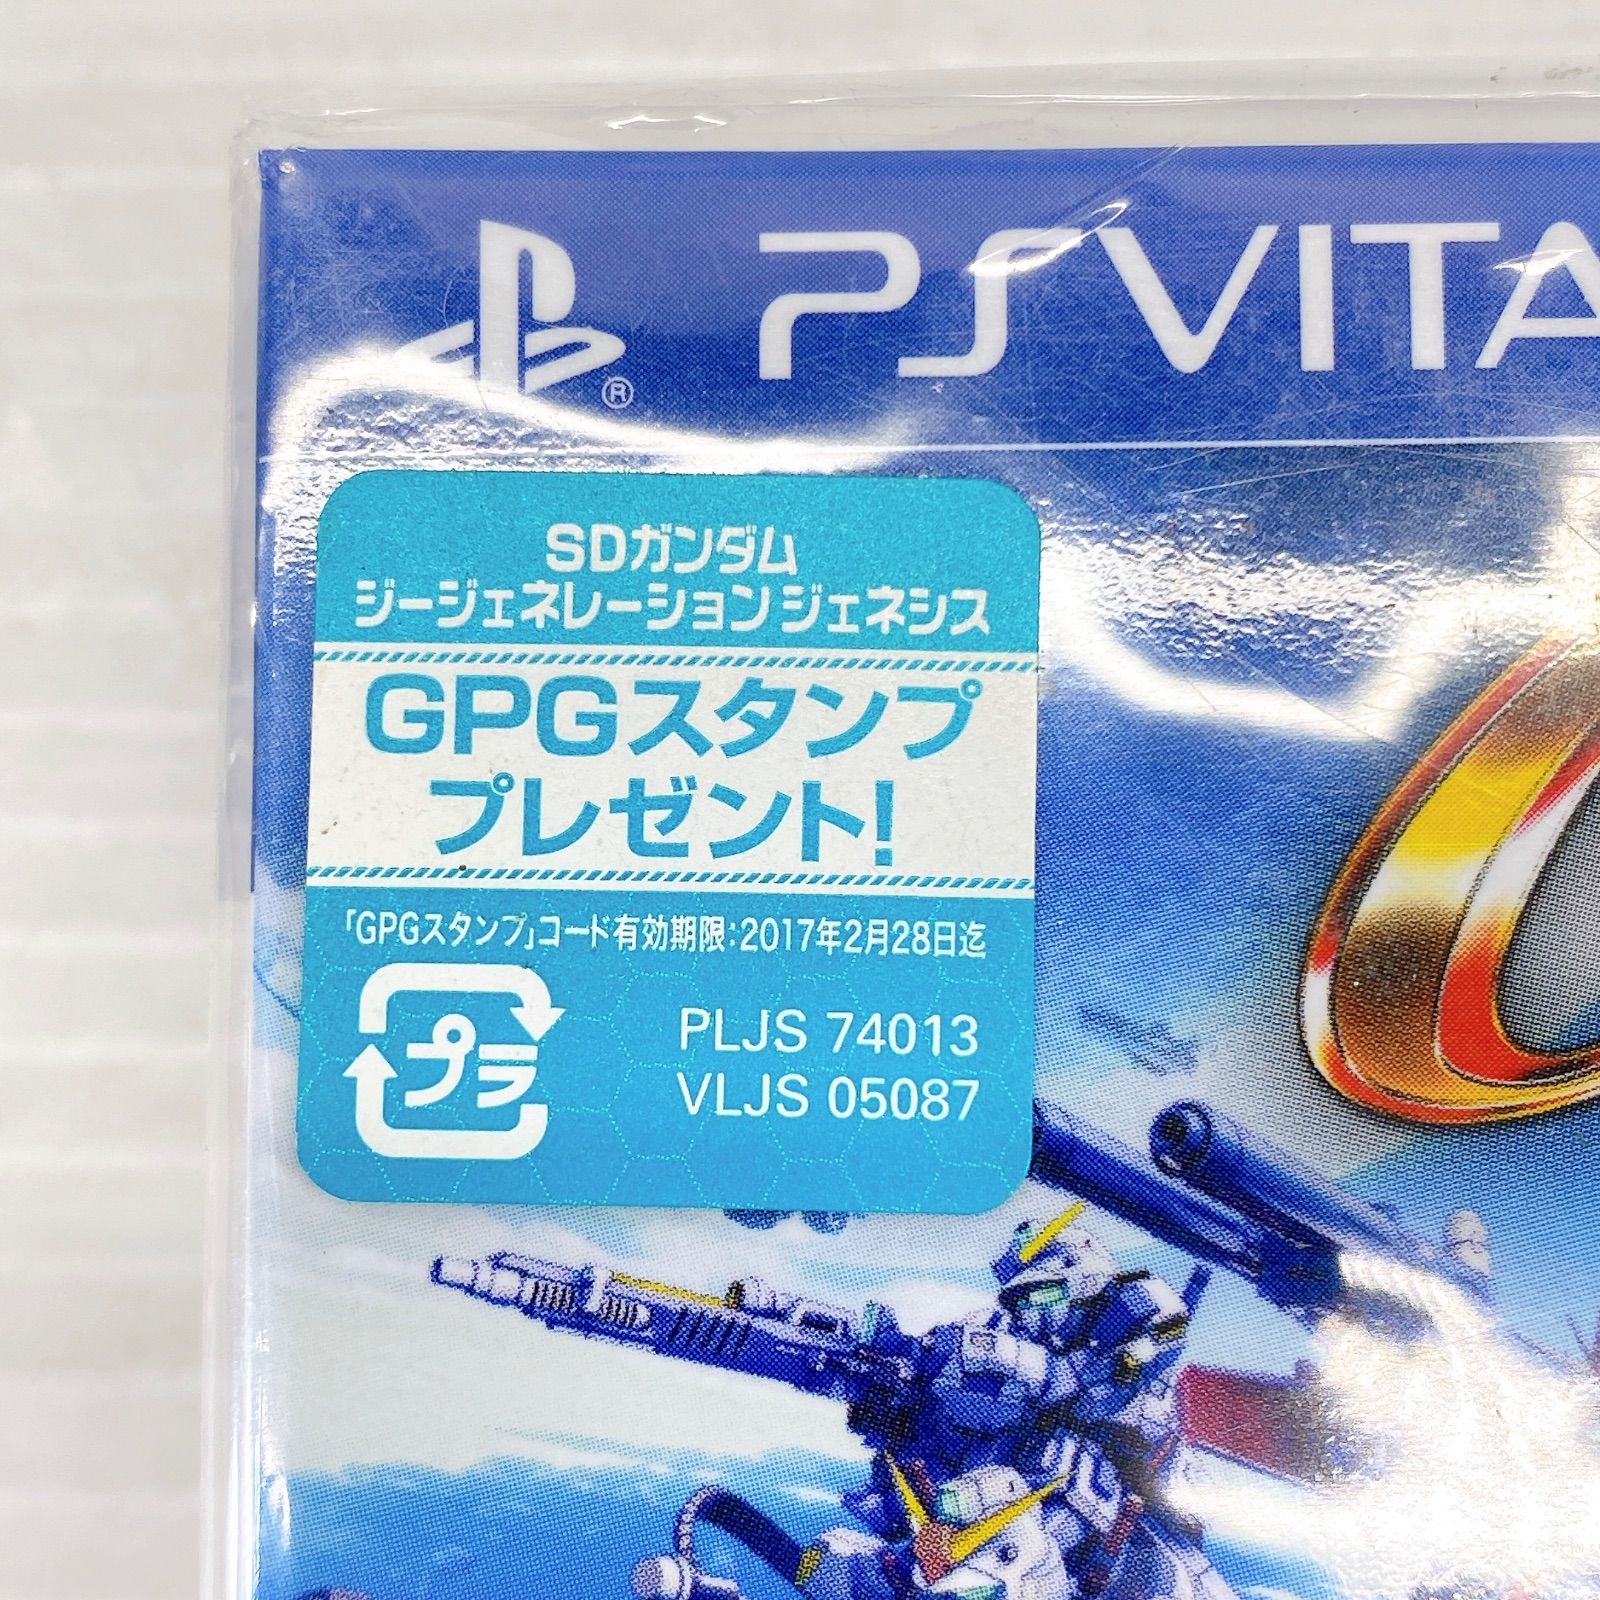 PSVITA
SDガンダム
ジージェネレーション ジェネシス
GPGスタンプ
プレゼント!
「GPGスタンプ」コード有効期限:2017年2月28日迄
プラ
PLJS 74013
VLJS 05087